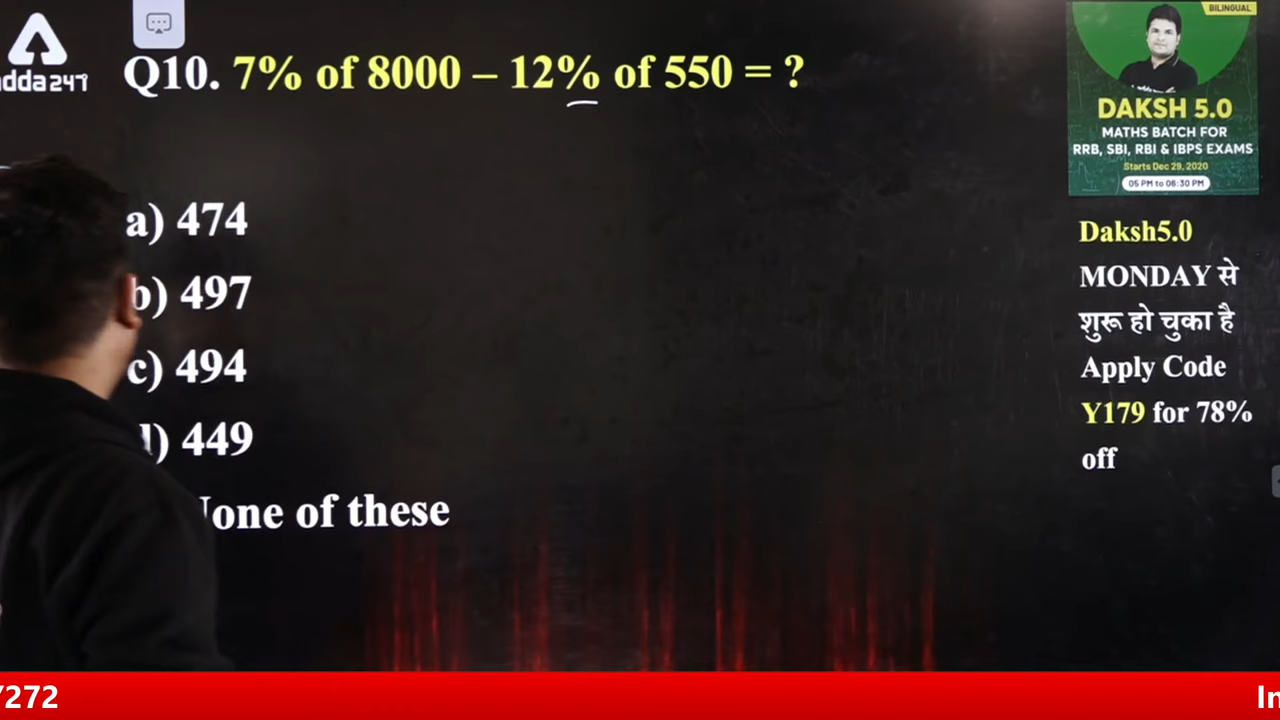 adda247
Q10. 7% of 8000 – 12% of 550 = ?
a) 474
b) 497
c) 494
d) 449
None of these
BILINGUAL
DAKSH 5.0
MATHS BATCH FOR
RRB, SBI, RBI & IBPS EXAMS
Starts Dec 29, 2020
05 PM to 06:30 PM
Daksh5.0
MONDAY से
शुरू हो चुका है
Apply Code
Y179 for 78%
off
Y272